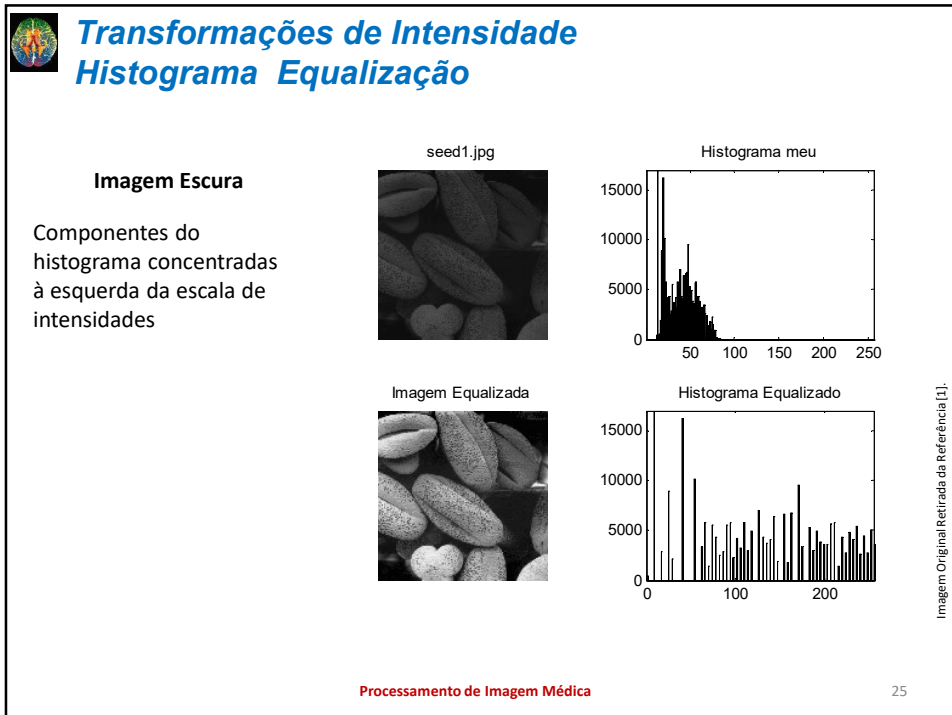 Transformações de Intensidade
Histograma Equalização
Imagem Escura
Componentes do
histograma concentradas
à esquerda da escala de
intensidades
seed1.jpg
Histograma meu
15000
10000
5000
0
50 100 150 200 250
Imagem Equalizada
Histograma Equalizado
15000
10000
5000
0
0 100 200
Imagem Original Retirada da Referência [1].
Processamento de Imagem Médica
25